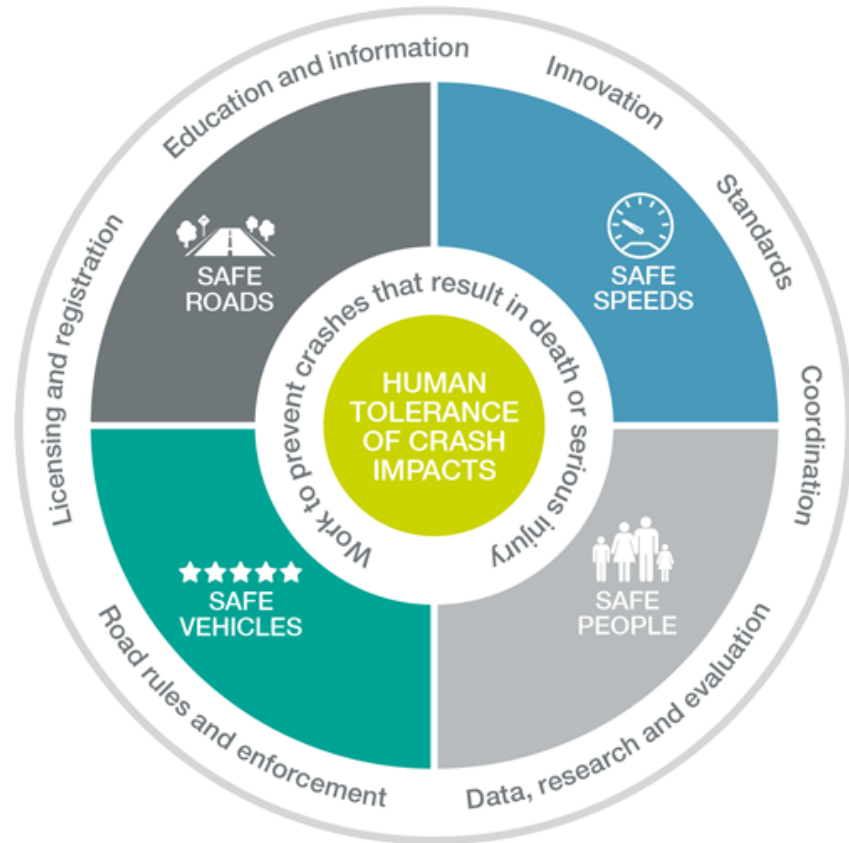 Education and information
Innovation
Standards
Coordination
Data, research and evaluation
Road rules and enforcement
Licensing and registration
SAFE
ROADS
SAFE
SPEEDS
SAFE
PEOPLE
SAFE
VEHICLES
Work to prevent crashes that result in death or serious injury
HUMAN
TOLERANCE
OF CRASH
IMPACTS